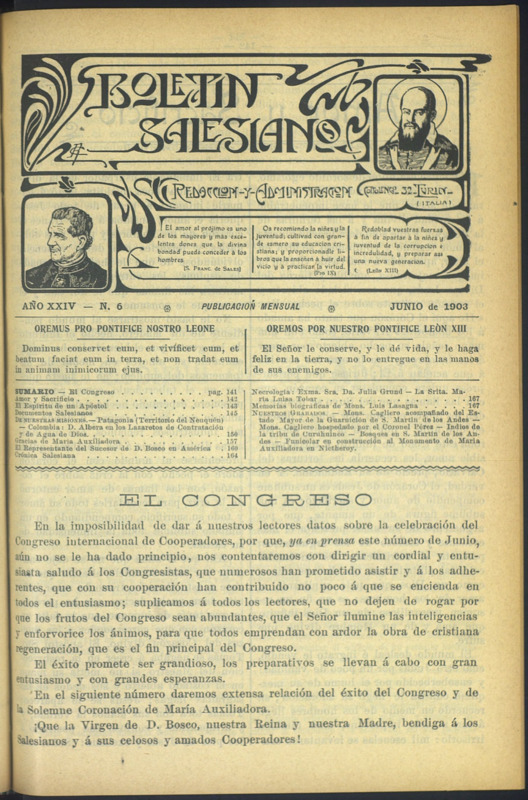 BOLETIN
SALESIANO
REDACCION-Y-ADMINISTRACION
TURIN
(ITALIA)
El amor al prójimo es uno
de los mayores y más exce-
lentes dones que la divina
bondad puede conceder á los
hombres.
(S. FRANC. de SALES)
Os recomiendo la niñez y la
juventud; cultivad con gran-
de esmero su educacion cris-
tiana; y proporcionadle li-
bros que la enseñen á huir del
vicio y á practicar la virtud.
(Pío IX)
Redoblad vuestras fuerzas
á fin de apartar á la niñez y
juventud de la corrupcion é
incredulidad, y preparar así
una nueva generacion.
(León XIII)
AÑO XXIV — N. 6
PUBLICACIÓN MENSUAL
JUNIO de 1903
OREMUS PRO PONTIFICE NOSTRO LEONE
Dominus conservet eum, et vivificet eum, et
beatum faciat eum in terra, et non tradat eum
in animam inimicorum ejus.
OREMOS POR NUESTRO PONTIFICE LEÒN XIII
El Señor le conserve, y le dé vida, y le haga
feliz en la tierra, y no lo entregue en las manos
de sus enemigos.
SUMARIO — El Congreso . . . pag. 141
Amor y Sacrificio . . . 142
El Espíritu de un Apóstol . . . 143
Documentos Salesianos . . . 145
DE NUESTRAS MISIONES. — Patagonia (Territorio del Neuquén)
— Colombia: D. Albera en los Lazaretos de Contratación
y de Agua de Dios. . . . 150
Gracias de María Auxiliadora . . . 157
El Representante del Sucesor de D. Bosco en América . 160
Crónica Salesiana . . . 164
Necrología: Exma. Sra. Da. Julia Grund — La Srita. Ma-
ría Luisa Tobar . . . 167
Memorias biográficas de Mons. Luis Lasagna . . . 167
NUESTROS GRABADOS. — Mons. Cagliero acompañado del Es-
tado Mayor de la Guarnición de S. Martín de los Andes —
Mons. Cagliero hospedado por el Coronel Pérez — Indios de
la tribu de Curuhuinca — Bosques en S. Martín de los An-
des — Funicular en construcción al Monumento de María
Auxiliadora en Nictheroy.
EL CONGRESO
En la imposibilidad de dar á nuestros lectores datos sobre la celebración del
Congreso internacional de Cooperadores, por que, ya en prensa este número de Junio,
aún no se le ha dado principio, nos contentaremos con dirigir un cordial y entu-
siasta saludo á los Congresistas, que numerosos han prometido asistir y á los adhe-
rentes, que con su cooperación han contribuido no poco á que se encienda en
todos el entusiasmo; suplicamos á todos los lectores, que no dejen de rogar por
que los frutos del Congreso sean abundantes, que el Señor ilumine las inteligencias
y enforvorice los ánimos, para que todos emprendan con ardor la obra de cristiana
regeneración, que es el fin principal del Congreso.
El éxito promete ser grandioso, los preparativos se llevan á cabo con gran
entusiasmo y con grandes esperanzas.
En el siguiente número daremos extensa relación del éxito del Congreso y de
la Solemne Coronación de María Auxiliadora.
¡Que la Virgen de D. Bosco, nuestra Reina y nuestra Madre, bendiga á los
Salesianos y á sus celosos y amados Cooperadores!